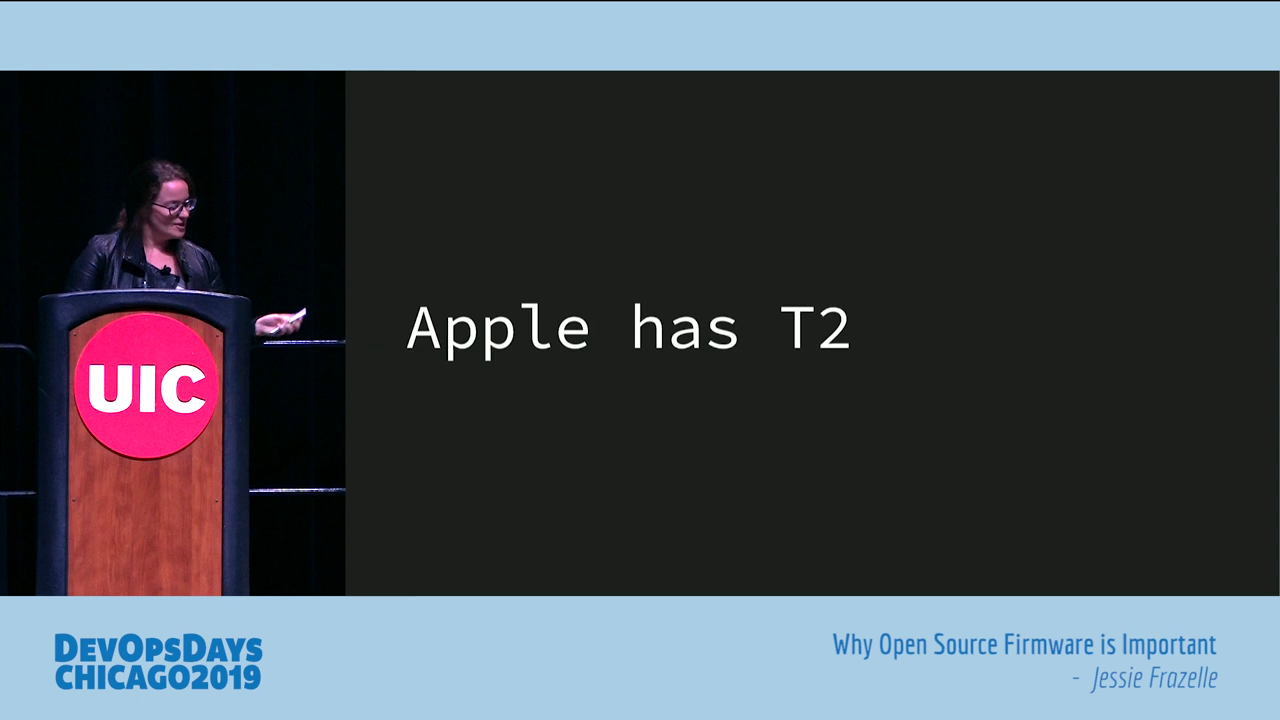 Apple has T2
UIC
DEVOPSDAYS
CHICAGO2019
Why Open Source Firmware is Important
- Jessie Frazelle